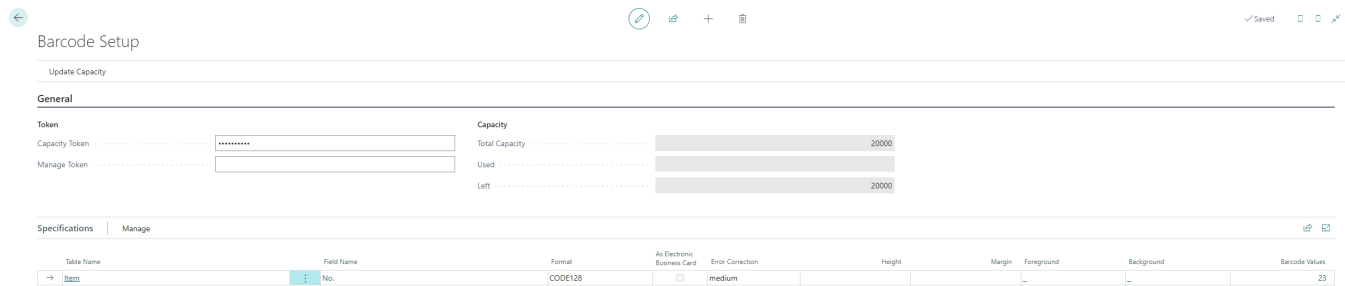 Saved
Barcode Setup
Update Capacity
General
Token
Capacity Token ••••••••••
Manage Token
Capacity
Total Capacity 20000
Used
Left 20000
Specifications Manage
Table Name Field Name Format As Electronic Business Card Error Correction Height Margin Foreground Background Barcode Values
Item No. CODE128 medium _ _ 23